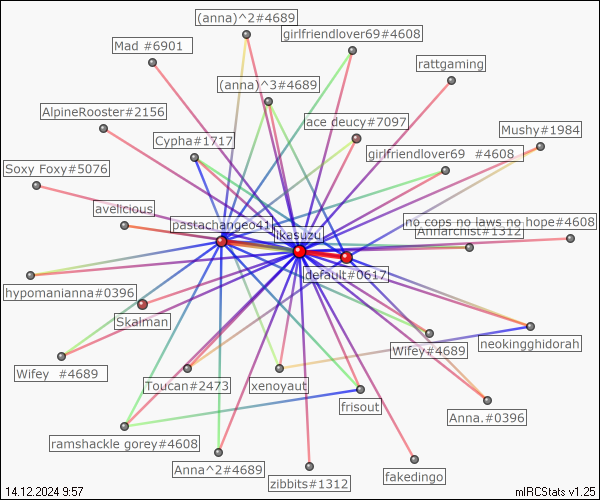 (anna)^2#4689
girlfriendlover69#4608
Mad #6901
rattgaming
(anna)^3#4689
AlpineRooster#2156
ace deucy#7097
Mushy#1984
Cypha#1717
girlfriendlover69  #4608
Soxy Foxy#5076
avelicious
pastachangeo41
no cops no laws no hope#4608
ikasuzu
Annarchist#1312
default#0617
hypomanianna#0396
Skalman
neokingghidorah
Wifey#4689
Wifey  #4689
Toucan#2473
xenoyaut
frisout
Anna.#0396
ramshackle gorey#4608
Anna^2#4689
zibbits#1312
fakedingo
14.12.2024 9:57
mIRCStats v1.25